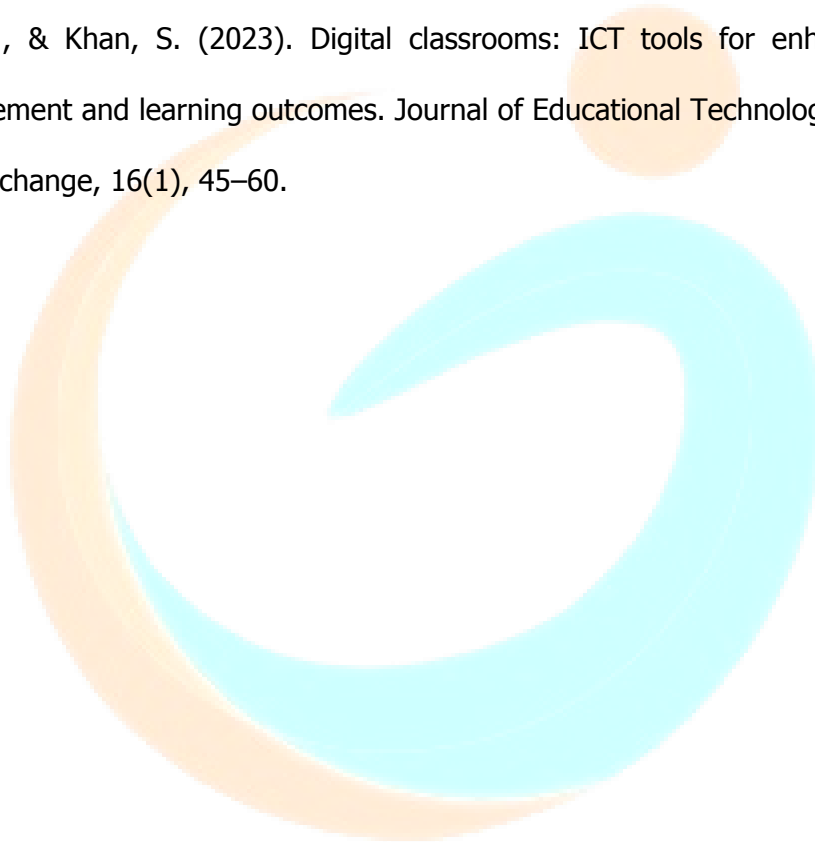 , & Khan, S. (2023). Digital classrooms: ICT tools for enh
ement and learning outcomes. Journal of Educational Technolog
change, 16(1), 45–60.